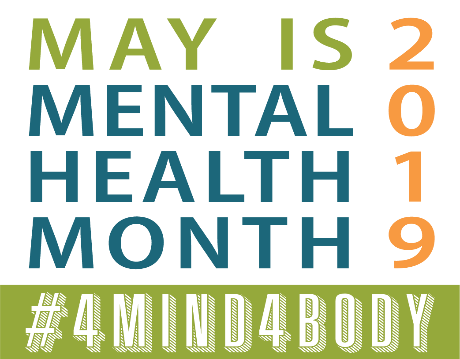 MAY IS 2
MENTAL 0
HEALTH 1
MONTH 9
#4MIND4BODY